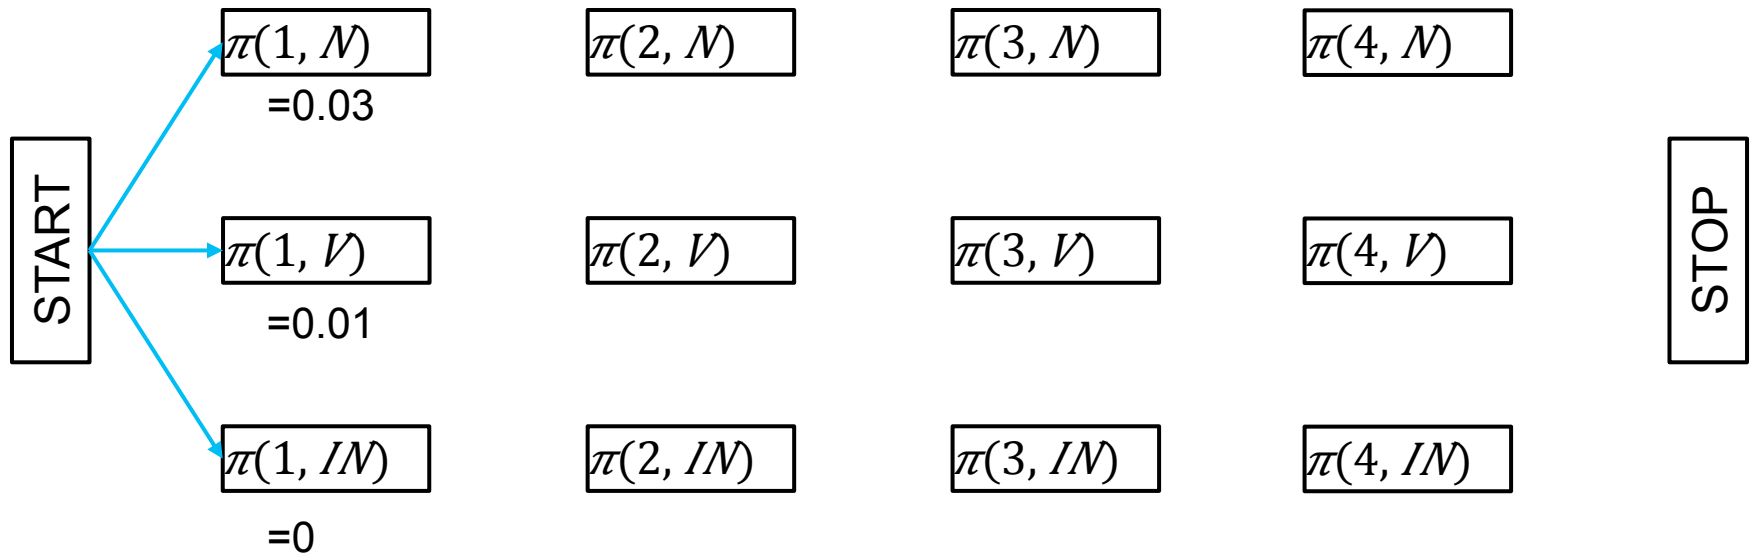 π(1, N)
π(2, N)
π(3, N)
π(4, N)
=0.03
START
π(1, V)
π(2, V)
π(3, V)
π(4, V)
STOP
=0.01
π(1, IN)
π(2, IN)
π(3, IN)
π(4, IN)
=0